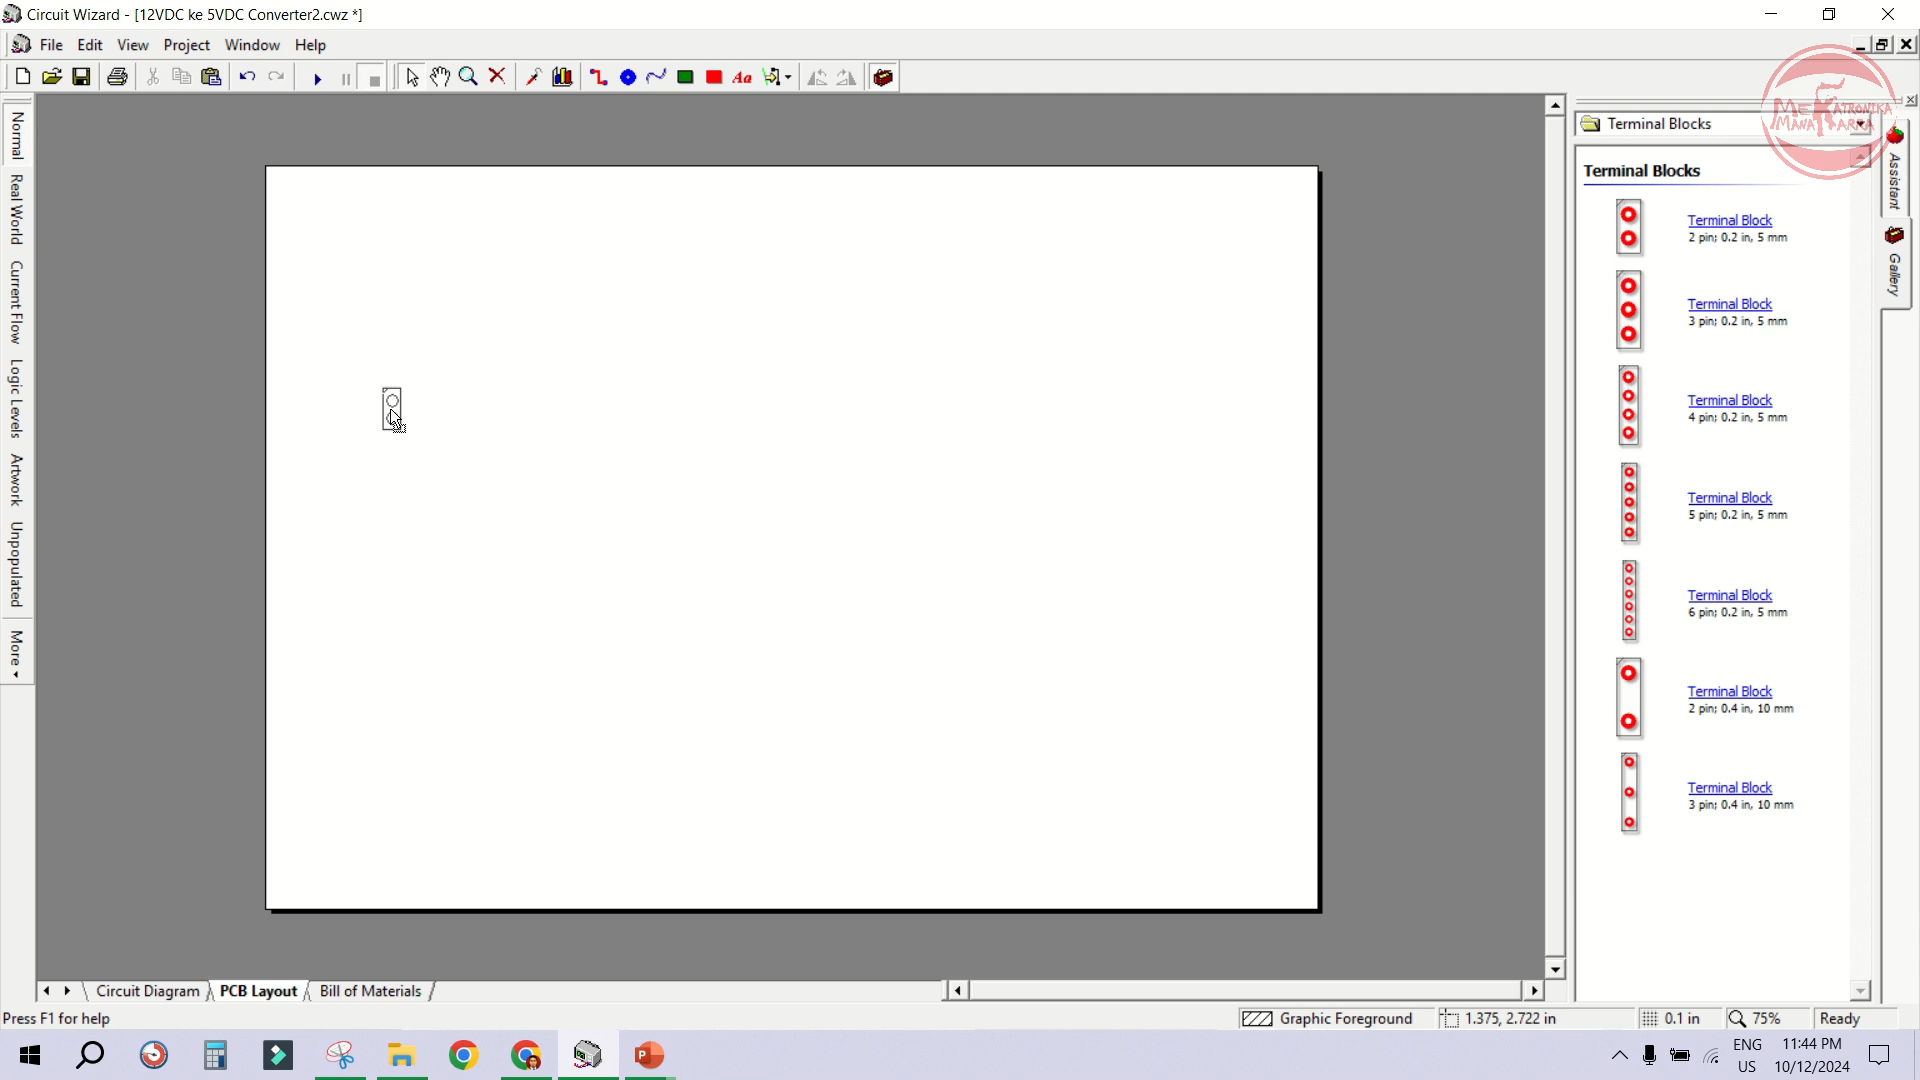 Circuit Wizard - [12VDC ke 5VDC Converter2.cwz *]
File Edit View Project Window Help
Aa
Normal
Real World
Current Flow
Logic Levels
Artwork
Unpopulated
More
Terminal Blocks
MEKATRONIKA
MANAKARRA
Assistant
Gallery
Terminal Blocks
Terminal Block
2 pin; 0.2 in, 5 mm
Terminal Block
3 pin; 0.2 in, 5 mm
Terminal Block
4 pin; 0.2 in, 5 mm
Terminal Block
5 pin; 0.2 in, 5 mm
Terminal Block
6 pin; 0.2 in, 5 mm
Terminal Block
2 pin; 0.4 in, 10 mm
Terminal Block
3 pin; 0.4 in, 10 mm
Circuit Diagram PCB Layout Bill of Materials
Press F1 for help Graphic Foreground 1.375, 2.722 in 0.1 in 75% Ready
ENG 11:44 PM
US 10/12/2024